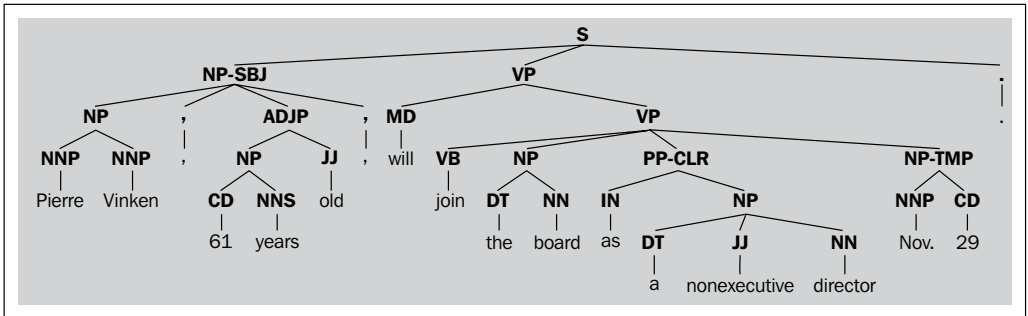 S
NP-SBJ VP .
NP , ADJP , MD VP .
NNP NNP , NP JJ , will VB NP PP-CLR NP-TMP
Pierre Vinken CD NNS old join DT NN IN NP NNP CD
61 years the board as DT JJ NN Nov. 29
a nonexecutive director